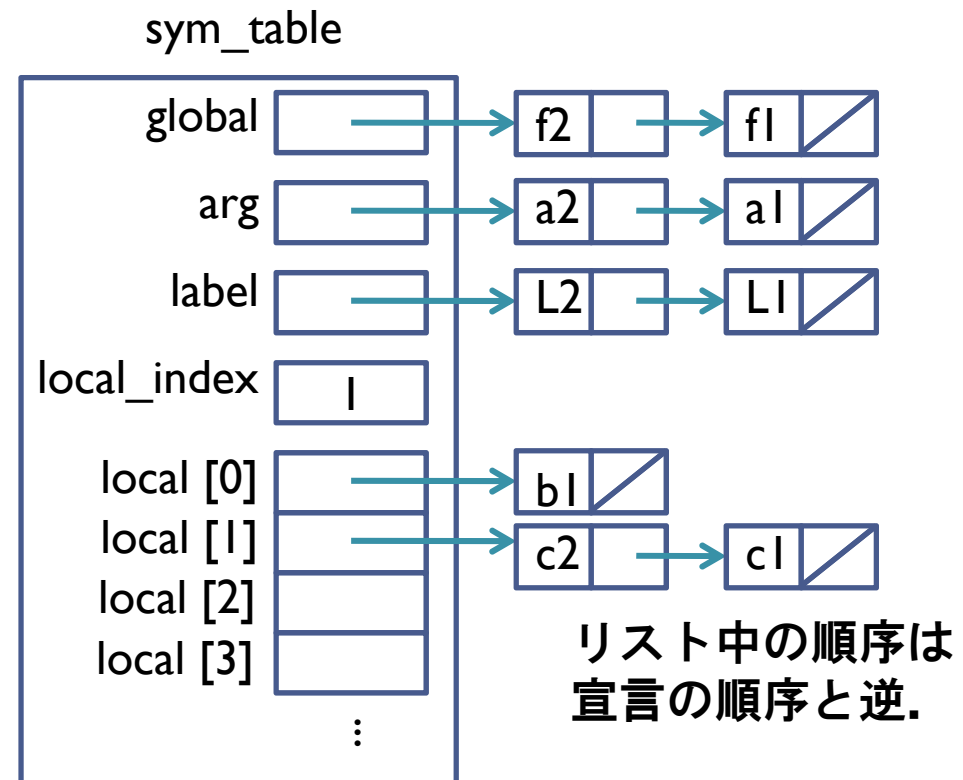 sym_table
global f2 f1
arg a2 a1
label L2 L1
local_index 1
local [0] b1
local [1] c2 c1
local [2]
local [3]
⋮
リスト中の順序は
宣言の順序と逆.